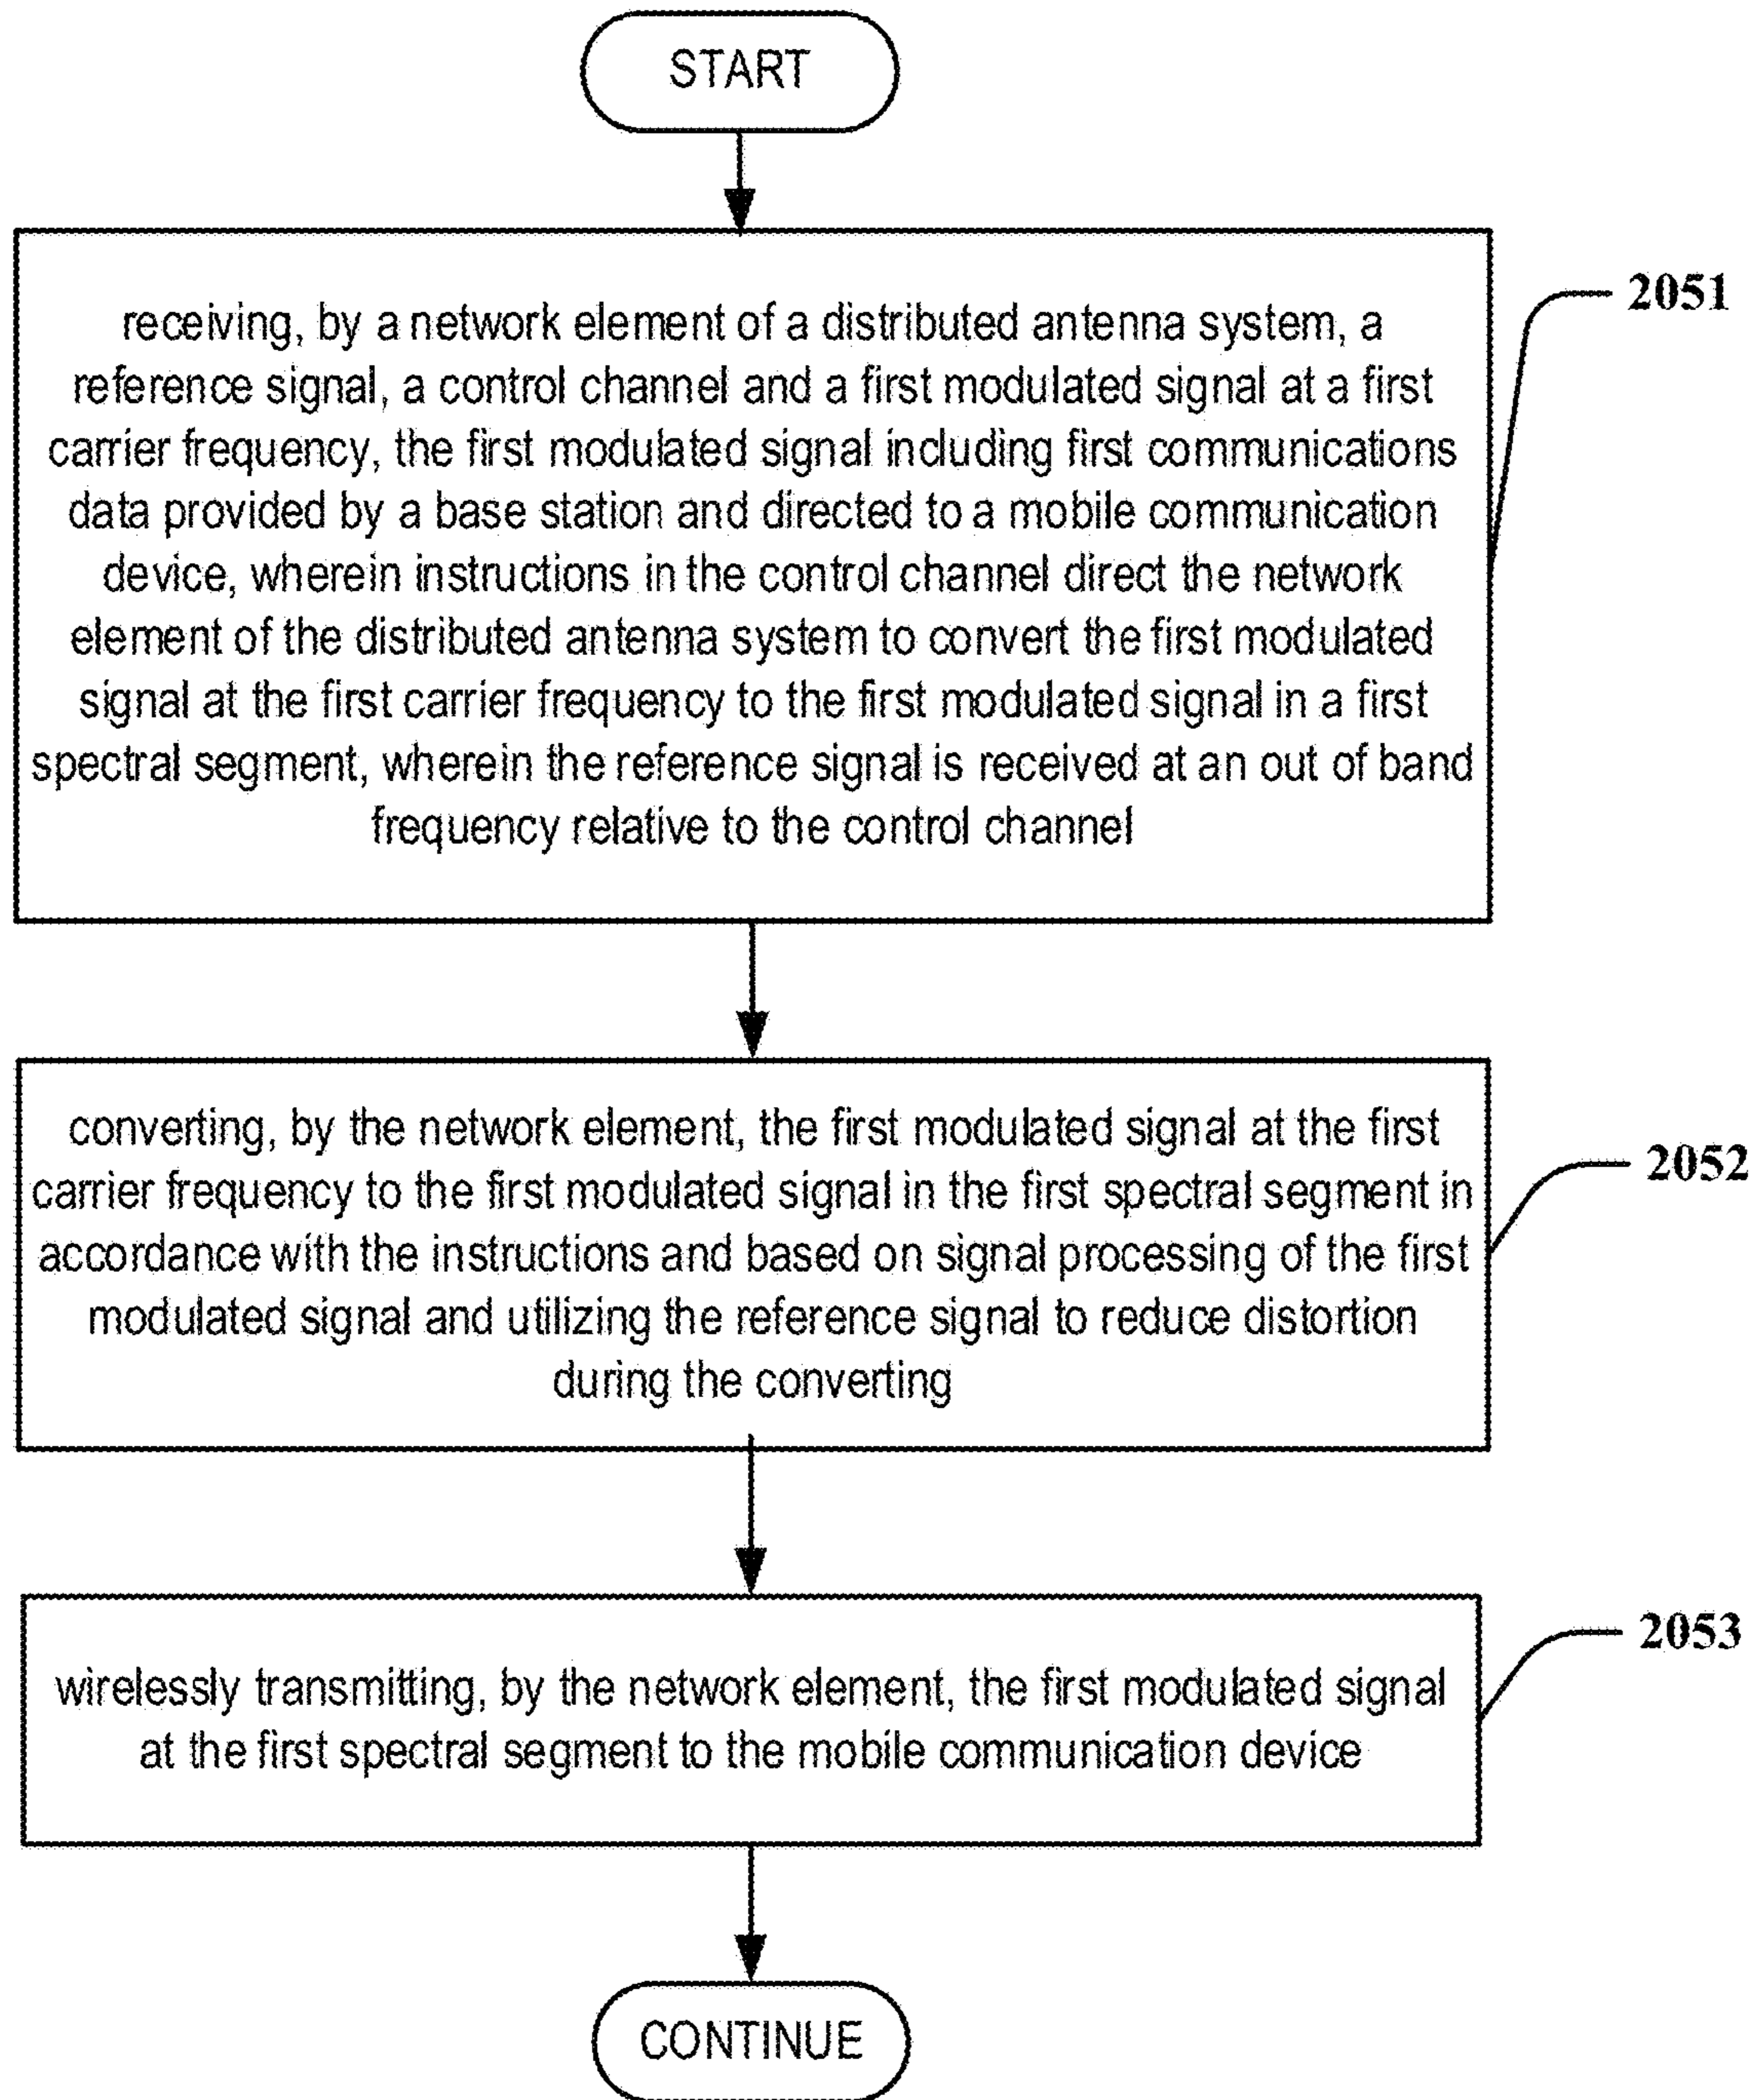 START
receiving, by a network element of a distributed antenna system, a
reference signal, a control channel and a first modulated signal at a first
carrier frequency, the first modulated signal including first communications
data provided by a base station and directed to a mobile communication
device, wherein instructions in the control channel direct the network
element of the distributed antenna system to convert the first modulated
signal at the first carrier frequency to the first modulated signal in a first
spectral segment, wherein the reference signal is received at an out of band
frequency relative to the control channel
2051
converting, by the network element, the first modulated signal at the first
carrier frequency to the first modulated signal in the first spectral segment in
accordance with the instructions and based on signal processing of the first
modulated signal and utilizing the reference signal to reduce distortion
during the converting
2052
wirelessly transmitting, by the network element, the first modulated signal
at the first spectral segment to the mobile communication device
2053
CONTINUE